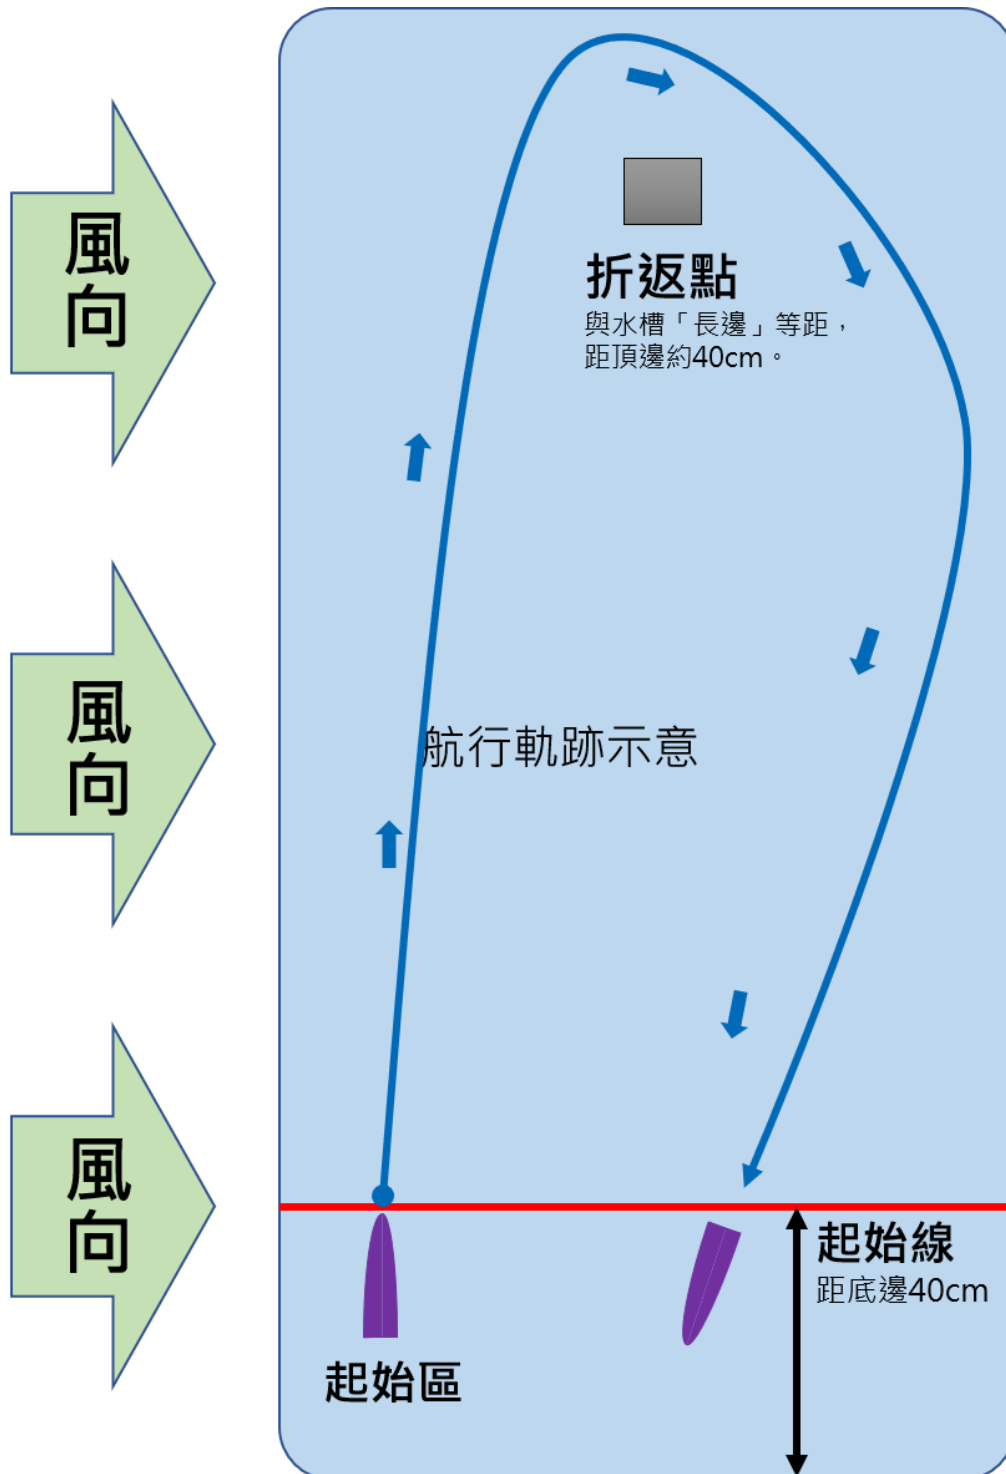 風向
折返點
與水槽「長邊」等距，
距頂邊約40cm。
風向
航行軌跡示意
風向
起始線
距底邊40cm
起始區